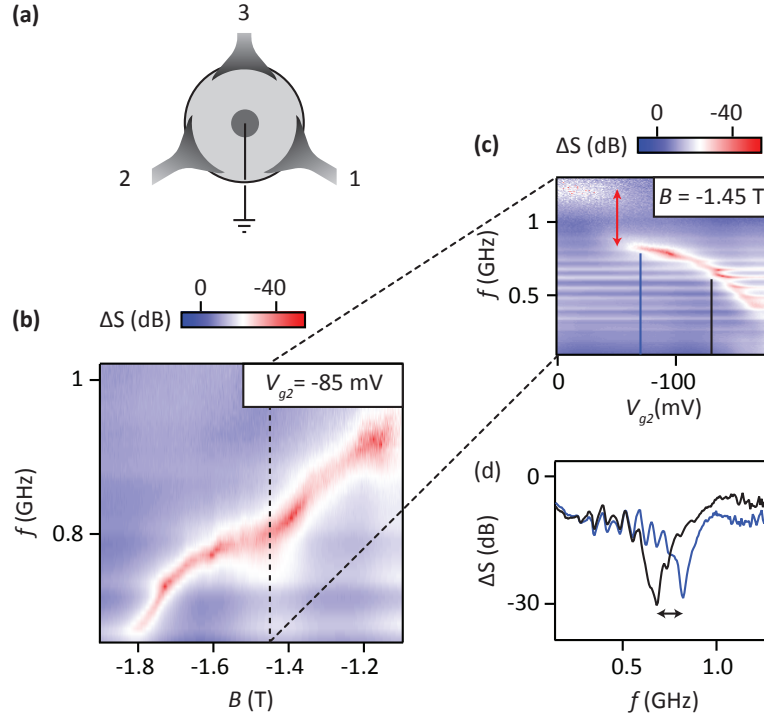 (a)
3
2
1
(b)
ΔS (dB)
0
-40
V_g2 = -85 mV
1
0.8
f (GHz)
-1.8
-1.6
-1.4
-1.2
B (T)
(c)
ΔS (dB)
0
-40
B = -1.45 T
1
0.5
f (GHz)
0
-100
V_g2(mV)
(d)
0
-30
ΔS (dB)
0.5
1.0
f (GHz)